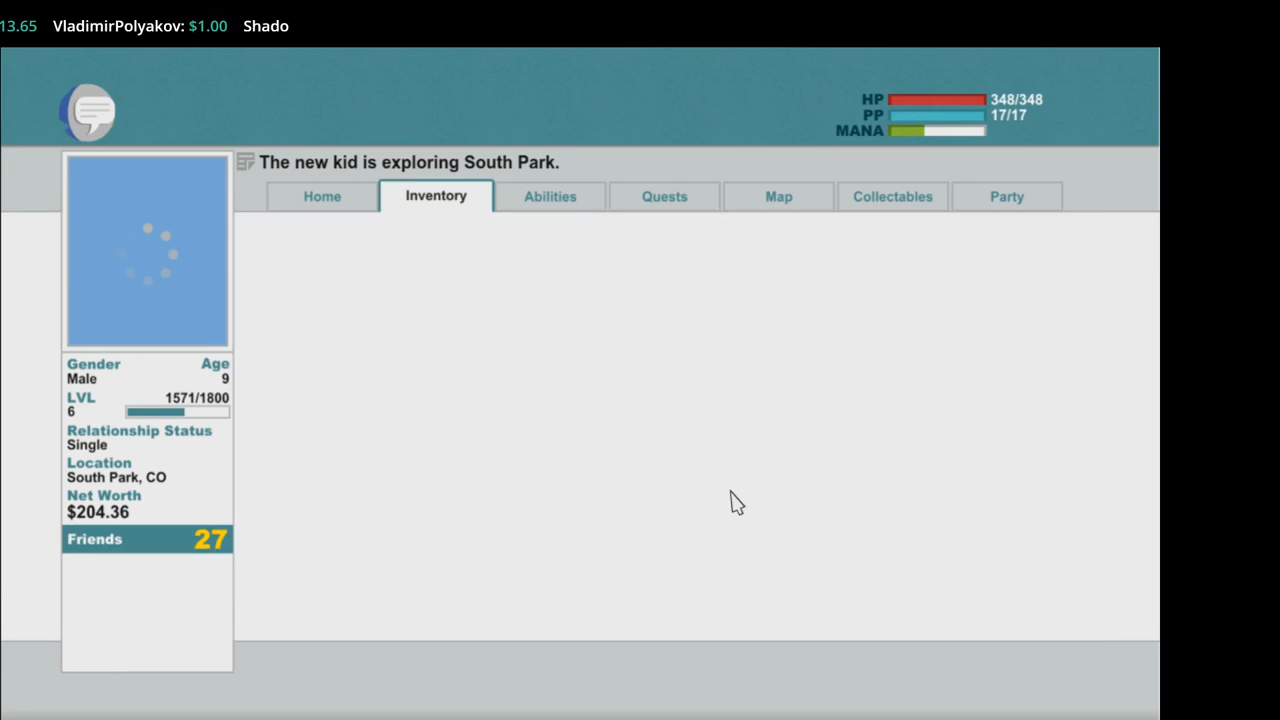 13.65 VladimirPolyakov: $1.00 Shado
HP 348/348
PP 17/17
MANA
The new kid is exploring South Park.
Home Inventory Abilities Quests Map Collectables Party
Gender Age
Male 9
LVL 1571/1800
6
Relationship Status
Single
Location
South Park, CO
Net Worth
$204.36
Friends 27